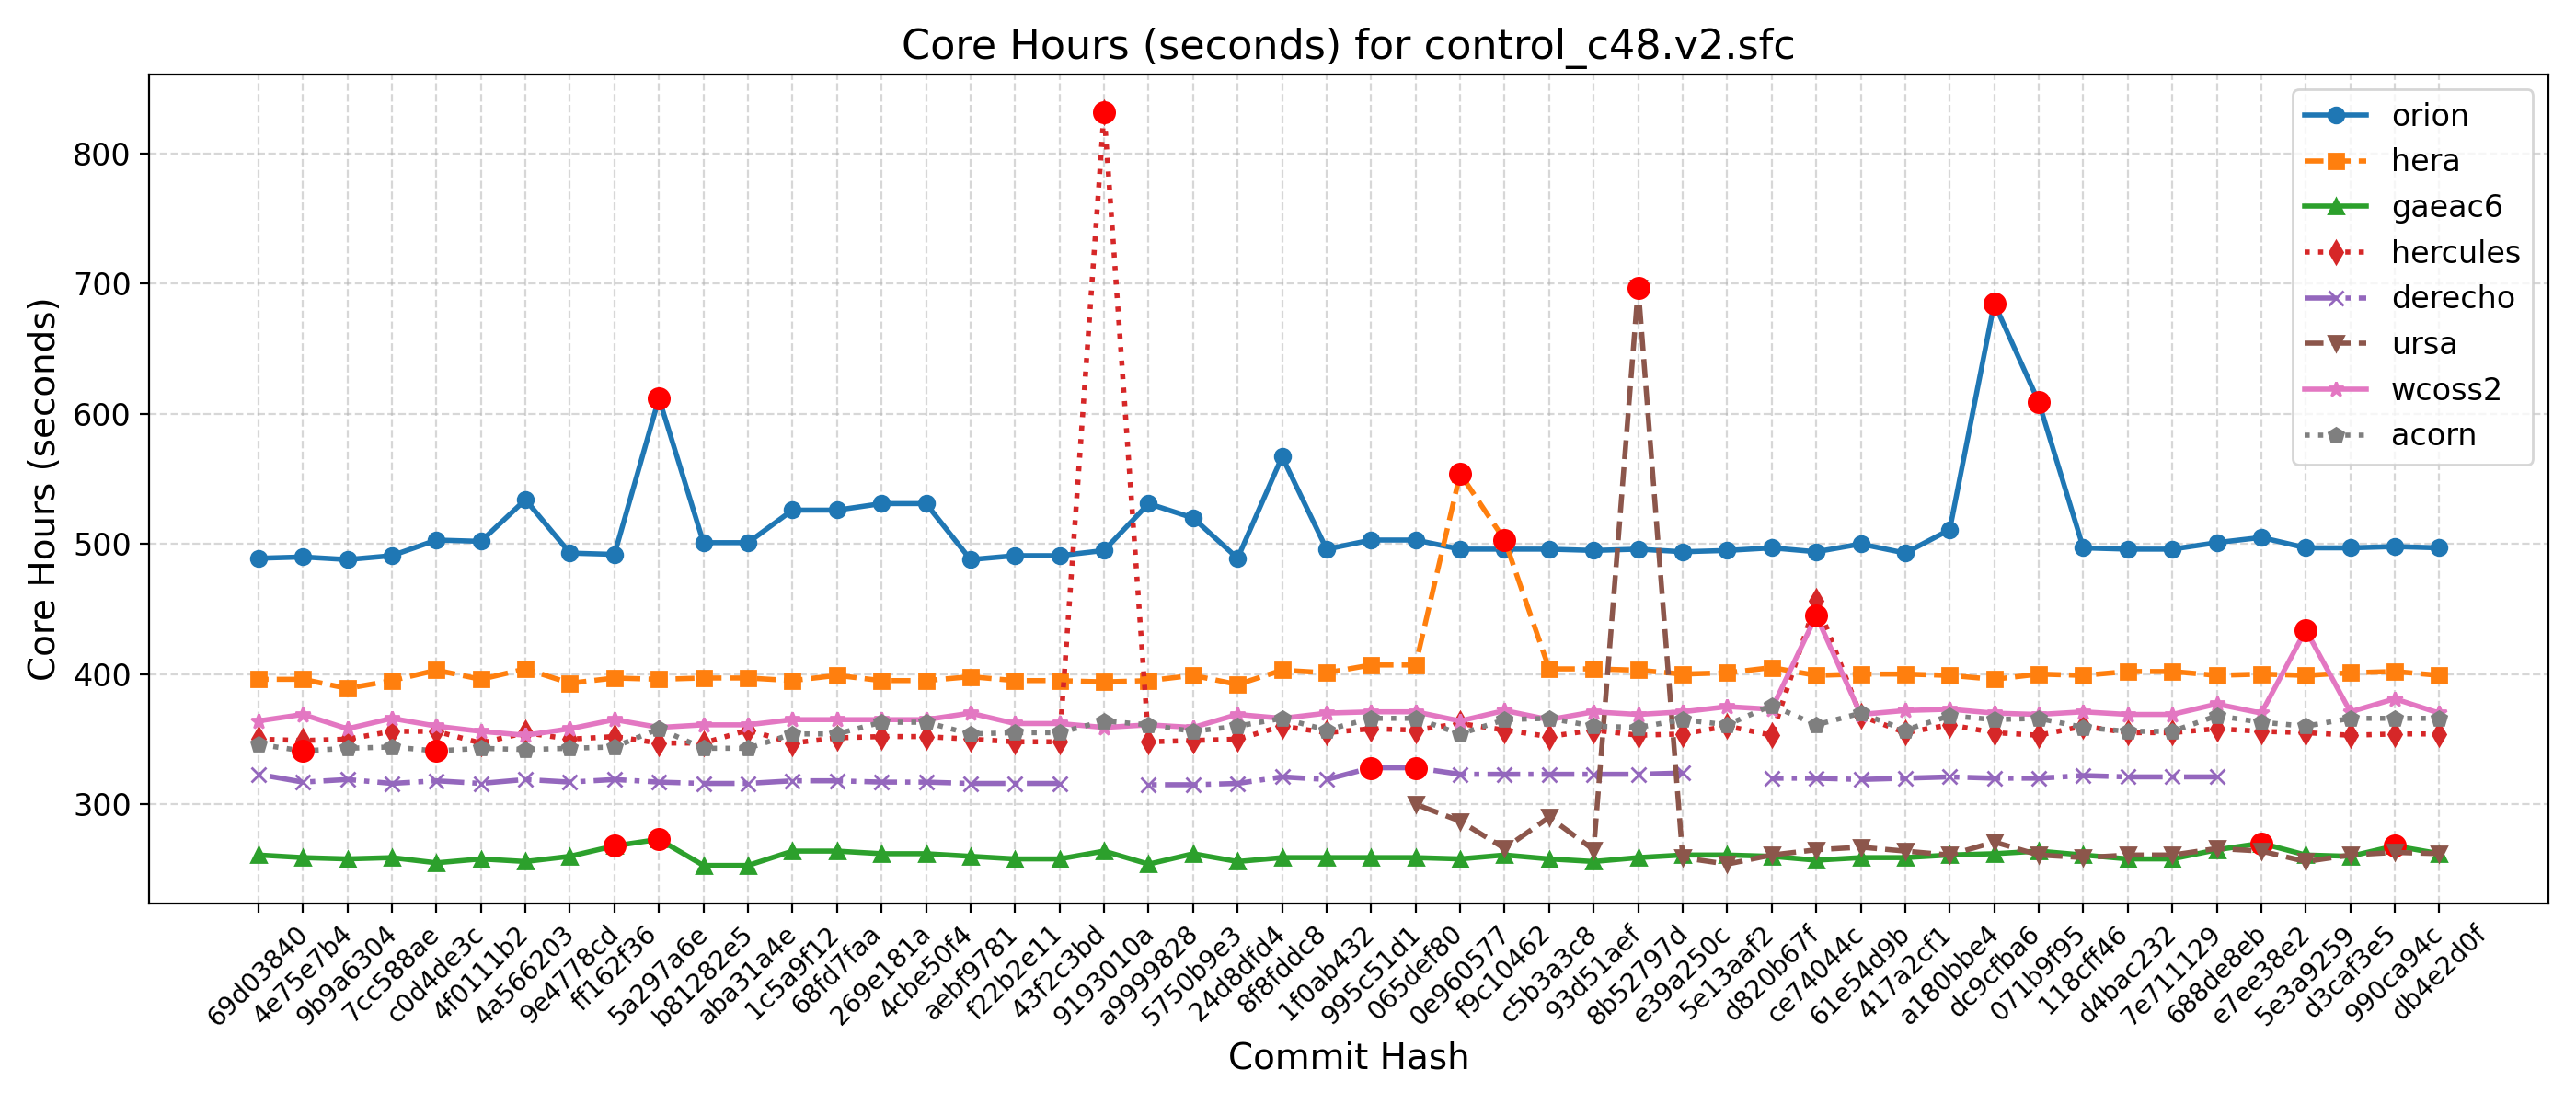 Core Hours (seconds) for control_c48.v2.sfc
Core Hours (seconds)
800
700
600
500
400
300
orion
hera
gaeac6
hercules
derecho
ursa
wcoss2
acorn
69d03840
4e75e7b4
9b9a6304
7cc588ae
c0d4de3c
4f0111b2
4a566203
9e4778cd
ff162f36
5a297a6e
b81282e5
aba31a4e
1c5a9f12
68fd7faa
269e181a
4cbe50f4
aebf9781
f22b2e11
43f2c3bd
9193010a
a9999828
5750b9e3
24d8dfd4
8f8fddc8
1f0ab432
995c51d1
065def80
0e960577
f9c10462
c5b3a3c8
93d51aef
8b52797d
e39a250c
5e13aaf2
d820b67f
ce74044c
61e54d9b
417a2cf1
a180bbe4
dc9cfba6
071b9f95
118cff46
d4bac232
7e711129
688de8eb
e7ee38e2
5e3a9259
d3caf3e5
990ca94c
db4e2d0f
Commit Hash